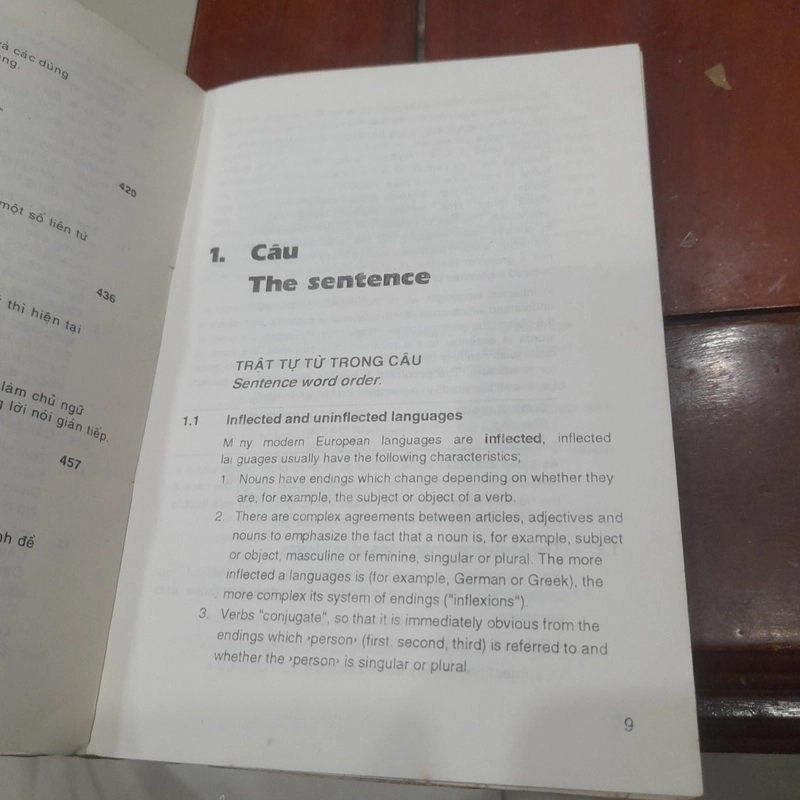 và các dùng
420
một số liên từ
436
thì hiện tại
làm chủ ngữ
lời nói gián tiếp.
457
để
1. Câu
The sentence
TRẬT TỰ TỪ TRONG CÂU
Sentence word order.
1.1 Inflected and uninflected languages
M ny modern European languages are inflected, inflected
la guages usually have the following characteristics;
1. Nouns have endings which change depending on whether they
are, for example, the subject or object of a verb.
2. There are complex agreements between articles, adjectives and
nouns to emphasize the fact that a noun is, for example, subject
or object, masculine or feminine, singular or plural. The more
inflected a languages is (for example, German or Greek), the
more complex its system of endings ("inflexions").
3. Verbs "conjugate", so that it is immediately obvious from the
endings which ›person› (first. second, third) is referred to and
whether the ›person› is singular or plural.
9